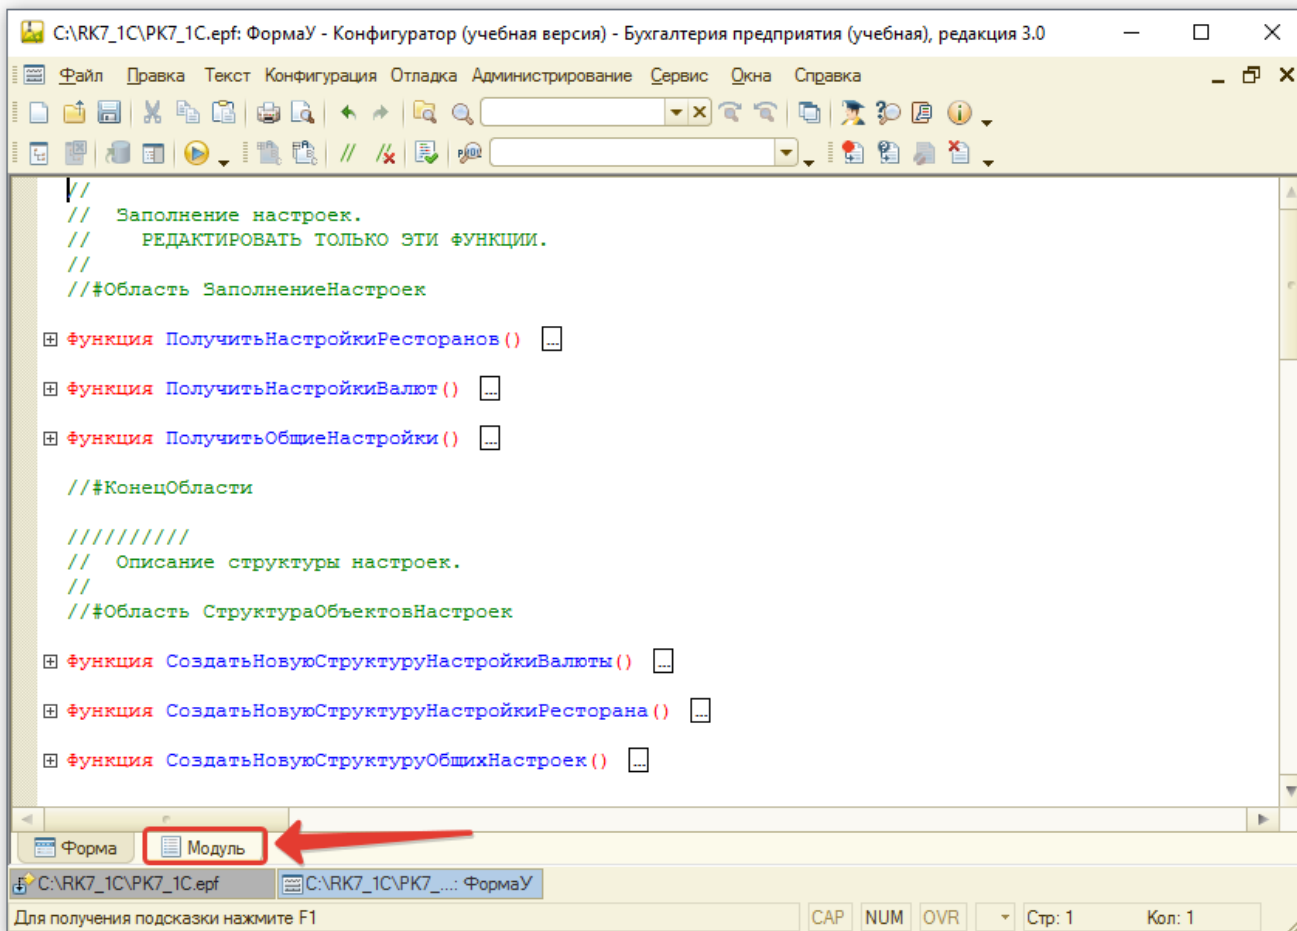 C:\RK7_1C\PK7_1C.epf: ФормаУ - Конфигуратор (учебная версия) - Бухгалтерия предприятия (учебная), редакция 3.0
Файл Правка Текст Конфигурация Отладка Администрирование Сервис Окна Справка
//
// Заполнение настроек.
// РЕДАКТИРОВАТЬ ТОЛЬКО ЭТИ ФУНКЦИИ.
//
//#Область ЗаполнениеНастроек
Функция ПолучитьНастройкиРесторанов() ...
Функция ПолучитьНастройкиВалют() ...
Функция ПолучитьОбщиеНастройки() ...
//#КонецОбласти
//////////
// Описание структуры настроек.
//
//#Область СтруктураОбъектовНастроек
Функция СоздатьНовуюСтруктуруНастройкиВалюты() ...
Функция СоздатьНовуюСтруктуруНастройкиРесторана() ...
Функция СоздатьНовуюСтруктуруОбщихНастроек() ...
Форма Модуль
C:\RK7_1C\PK7_1C.epf C:\RK7_1C\PK7_...: ФормаУ
Для получения подсказки нажмите F1 CAP NUM OVR Стр: 1 Кол: 1